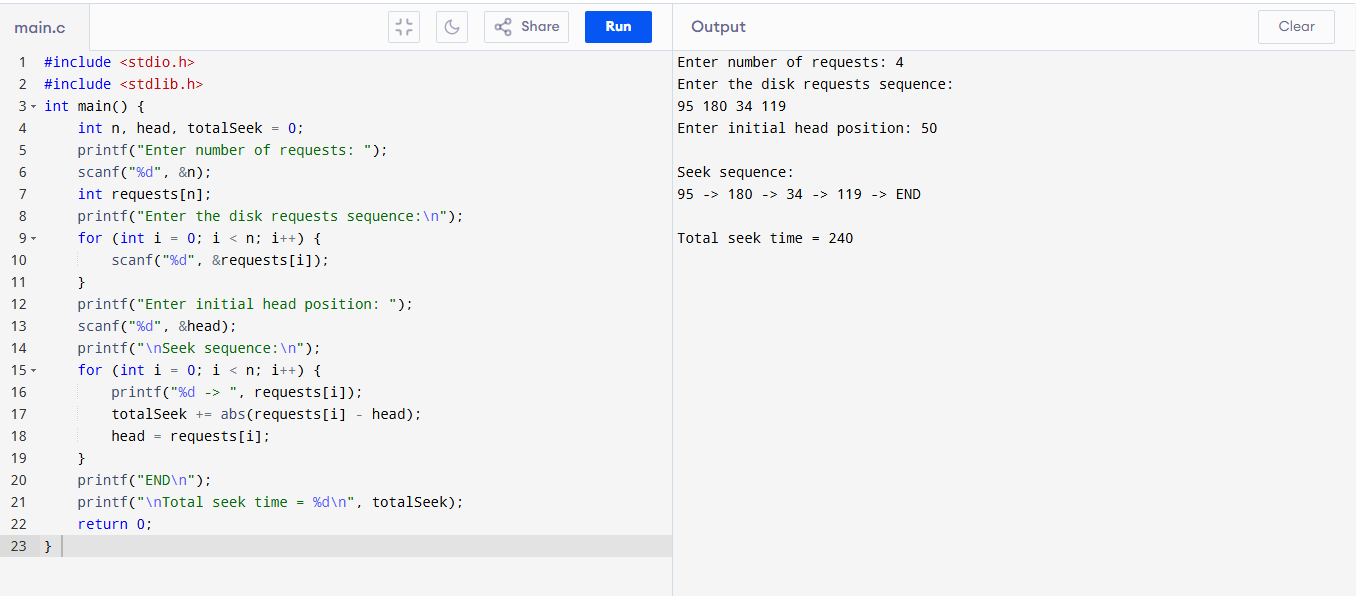 main.c
Share
Run
Output
Clear
1 #include <stdio.h>
2 #include <stdlib.h>
3 int main() {
4     int n, head, totalSeek = 0;
5     printf("Enter number of requests: ");
6     scanf("%d", &n);
7     int requests[n];
8     printf("Enter the disk requests sequence:\n");
9     for (int i = 0; i < n; i++) {
10         scanf("%d", &requests[i]);
11     }
12     printf("Enter initial head position: ");
13     scanf("%d", &head);
14     printf("\nSeek sequence:\n");
15     for (int i = 0; i < n; i++) {
16         printf("%d -> ", requests[i]);
17         totalSeek += abs(requests[i] - head);
18         head = requests[i];
19     }
20     printf("END\n");
21     printf("\nTotal seek time = %d\n", totalSeek);
22     return 0;
23 }
Enter number of requests: 4
Enter the disk requests sequence:
95 180 34 119
Enter initial head position: 50
Seek sequence:
95 -> 180 -> 34 -> 119 -> END
Total seek time = 240